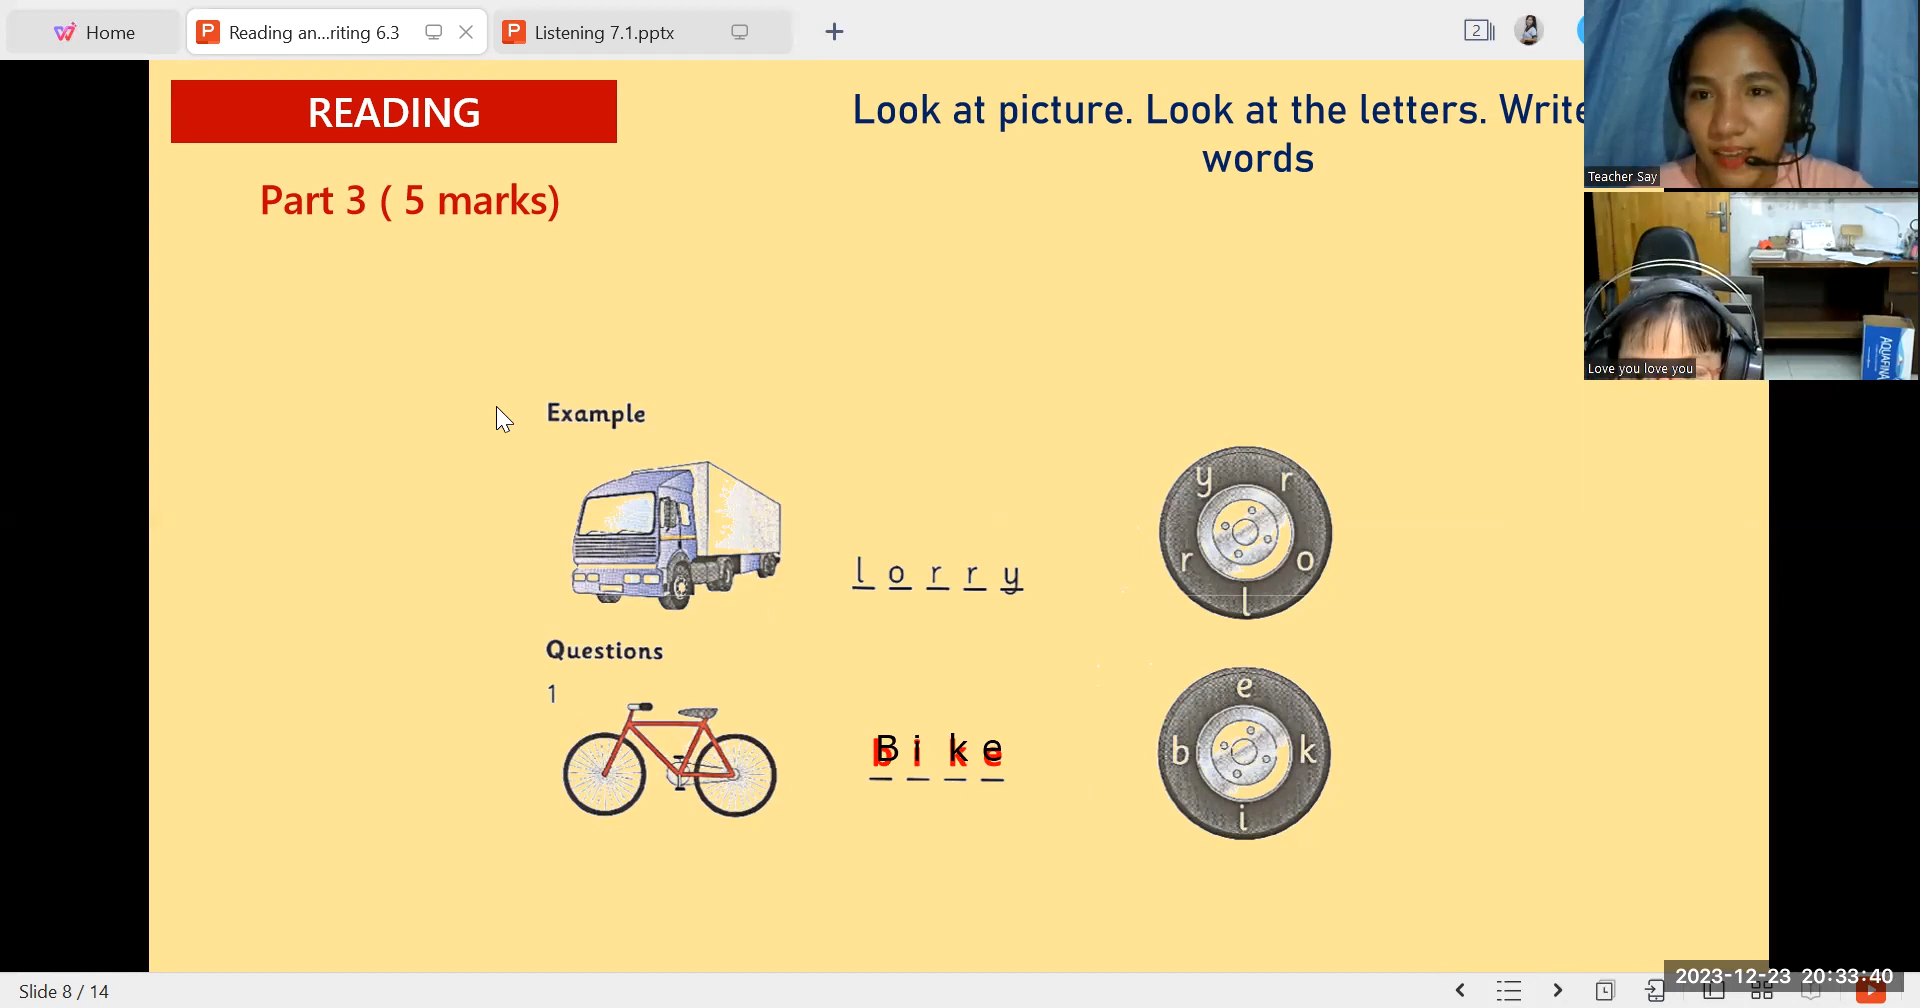 Home
Reading an...riting 6.3
Listening 7.1.pptx
2
READING
Look at picture. Look at the letters. Write
words
Part 3 ( 5 marks)
Teacher Say
AQUAFINA
Love you love you
Example
l o r r y
y r
r o
l
Questions
1
B i k e
b i k e
e
b k
i
Slide 8 / 14
2023-12-23 20:33:40